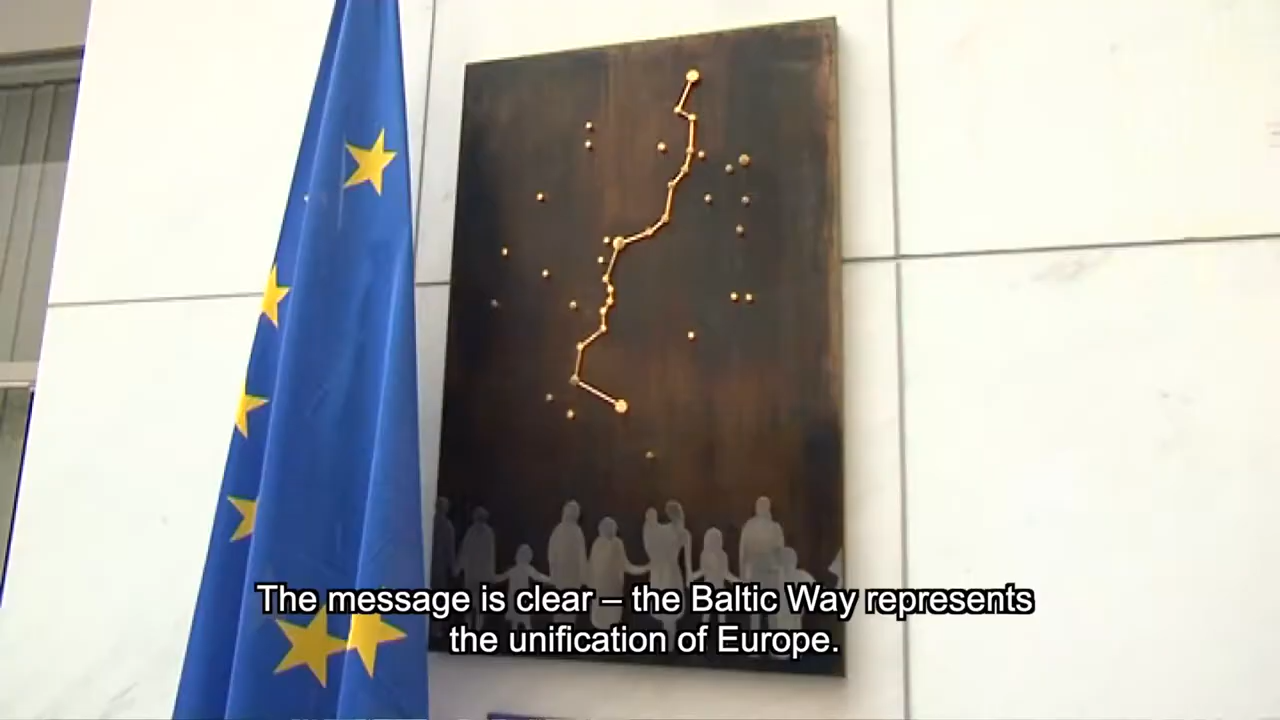 The message is clear – the Baltic Way represents
the unification of Europe.